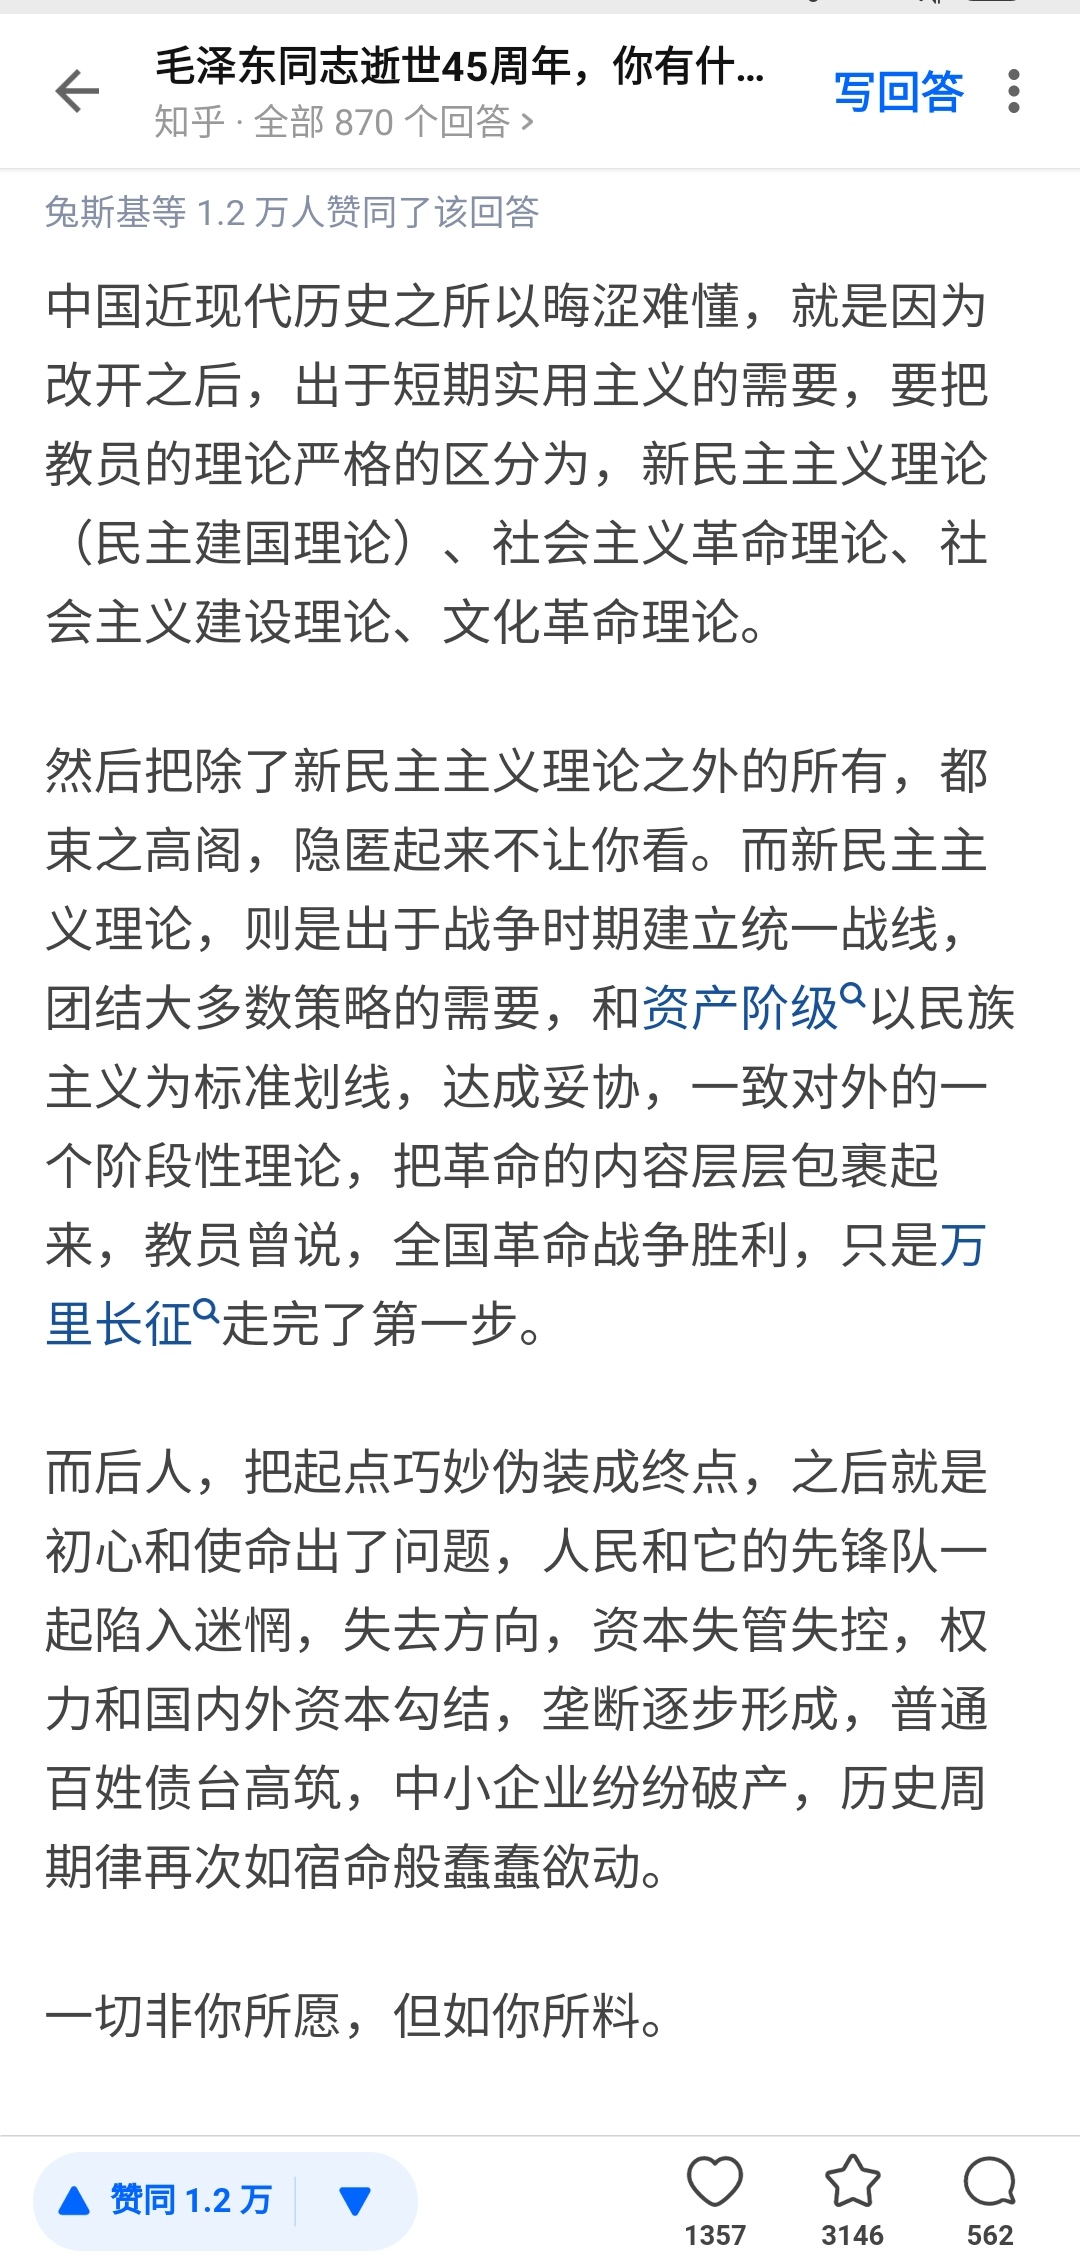 毛泽东同志逝世45周年，你有什...
知乎 · 全部 870 个回答 >
写回答
兔斯基等 1.2 万人赞同了该回答
中国近现代历史之所以晦涩难懂，就是因为
改开之后，出于短期实用主义的需要，要把
教员的理论严格的区分为，新民主主义理论
（民主建国理论）、社会主义革命理论、社
会主义建设理论、文化革命理论。
然后把除了新民主主义理论之外的所有，都
束之高阁，隐匿起来不让你看。而新民主主
义理论，则是出于战争时期建立统一战线，
团结大多数策略的需要，和资产阶级以民族
主义为标准划线，达成妥协，一致对外的一
个阶段性理论，把革命的内容层层包裹起
来，教员曾说，全国革命战争胜利，只是万
里长征走完了第一步。
而后人，把起点巧妙伪装成终点，之后就是
初心和使命出了问题，人民和它的先锋队一
起陷入迷惘，失去方向，资本失管失控，权
力和国内外资本勾结，垄断逐步形成，普通
百姓债台高筑，中小企业纷纷破产，历史周
期律再次如宿命般蠢蠢欲动。
一切非你所愿，但如你所料。
赞同 1.2 万
1357
3146
562